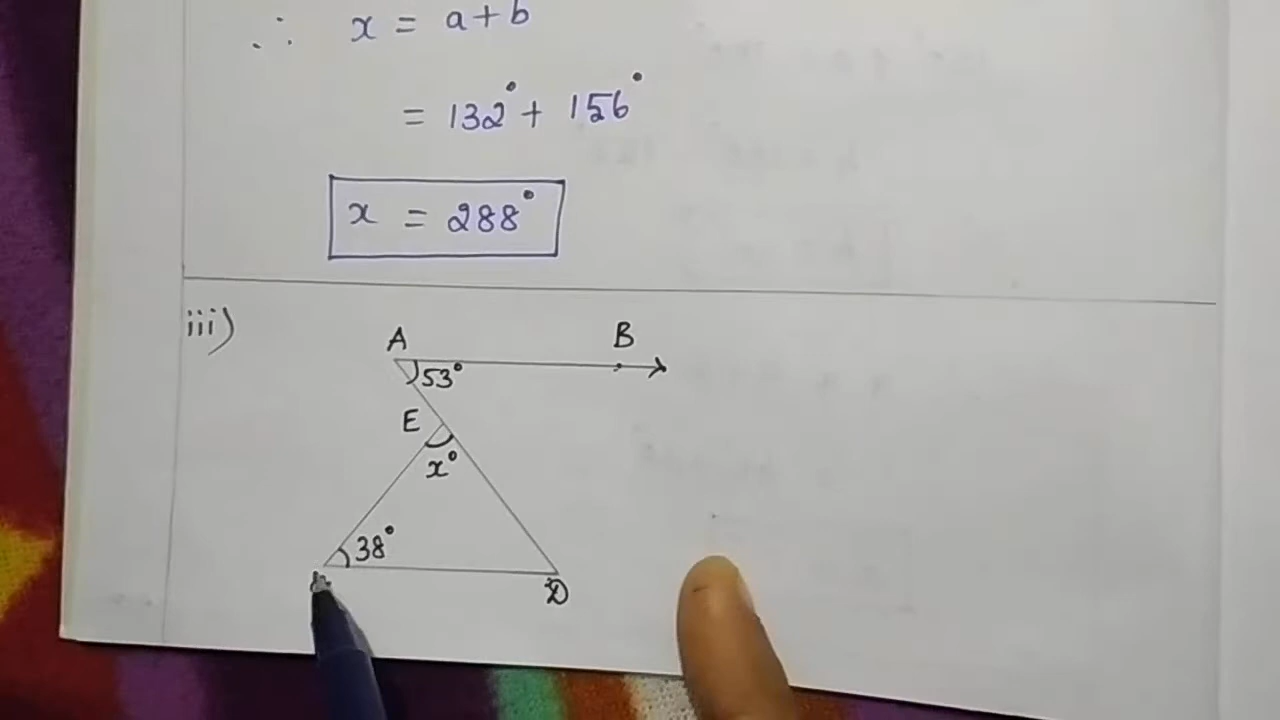 ∴ x = a + b
= 132° + 156°
x = 288°
iii)
A B
53°
E
x°
38°
D